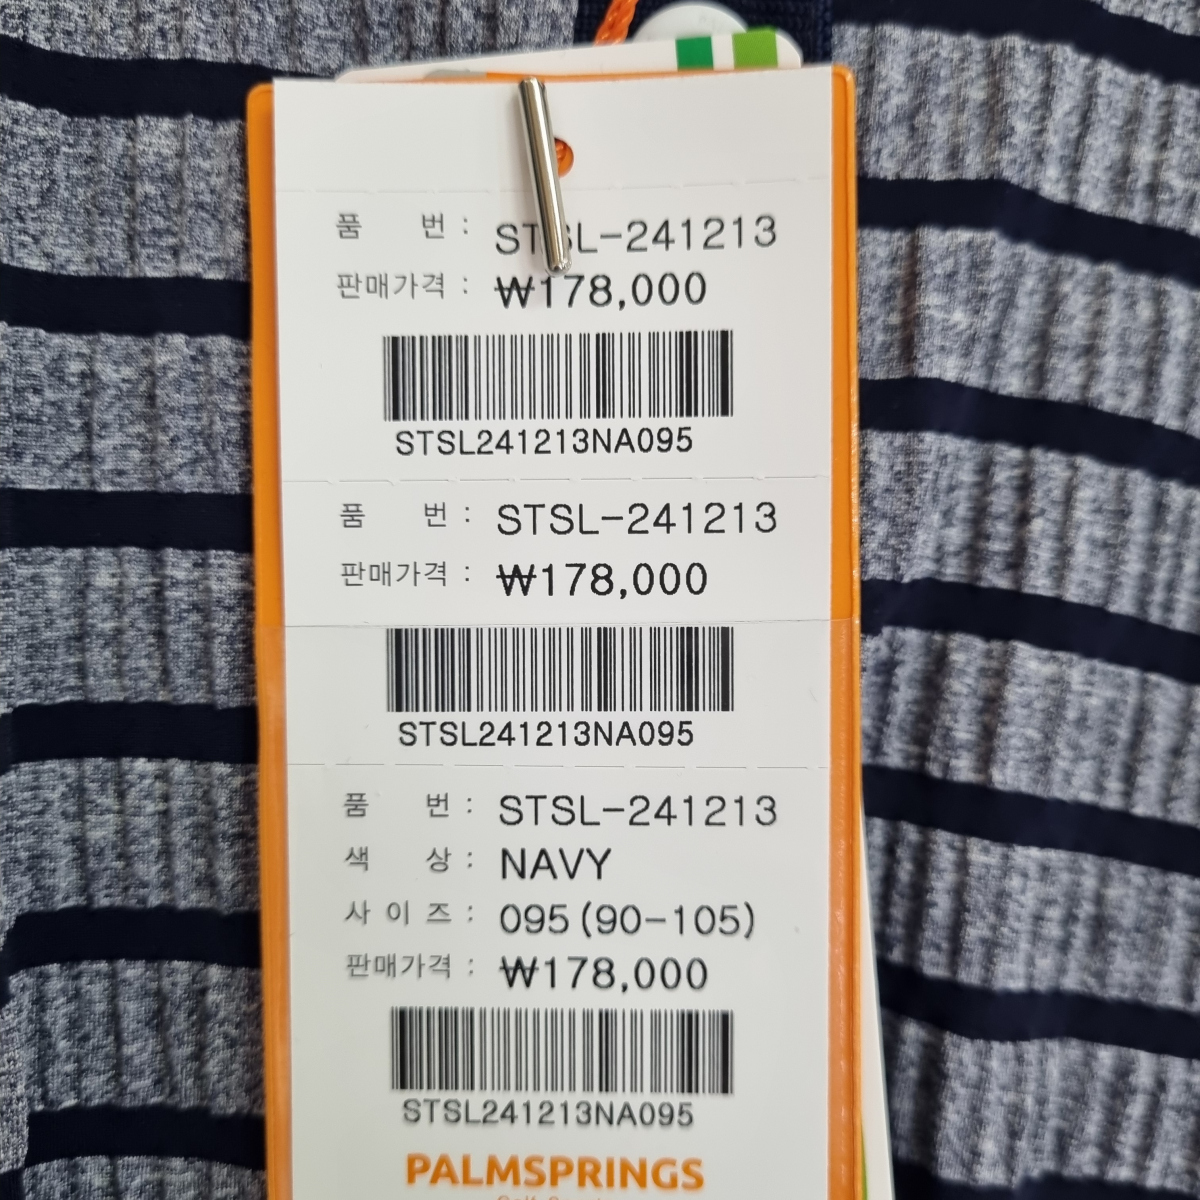 품 번 : STSL-241213
판매가격 : ₩178,000
STSL241213NA095
품 번 : STSL-241213
판매가격 : ₩178,000
STSL241213NA095
품 번 : STSL-241213
색 상 : NAVY
사 이 즈 : 095 (90-105)
판매가격 : ₩178,000
STSL241213NA095
PALMSPRINGS